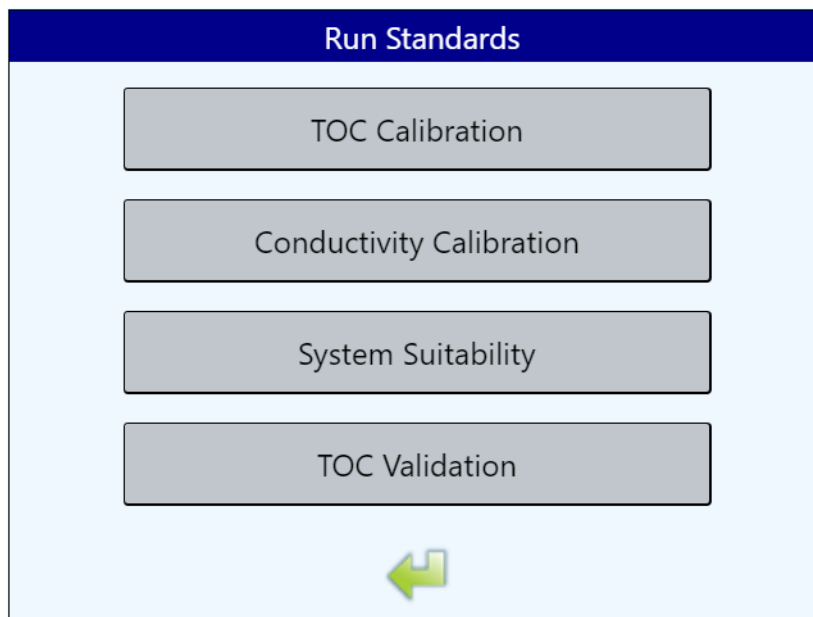 Run Standards
TOC Calibration
Conductivity Calibration
System Suitability
TOC Validation